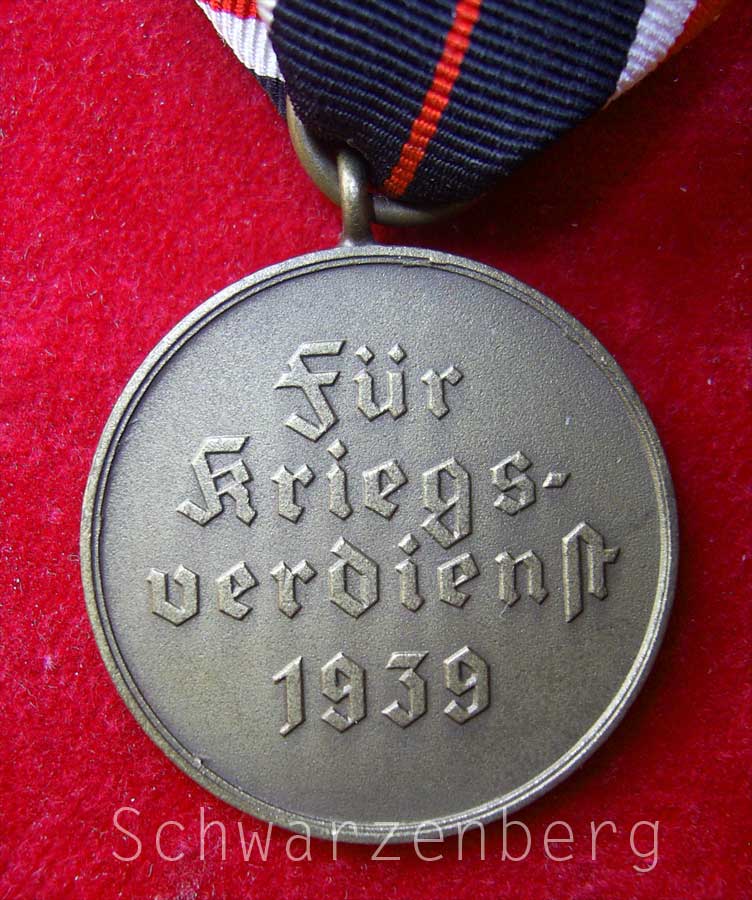 Für
Kriegs-
verdienst
1939
Schwarzenberg